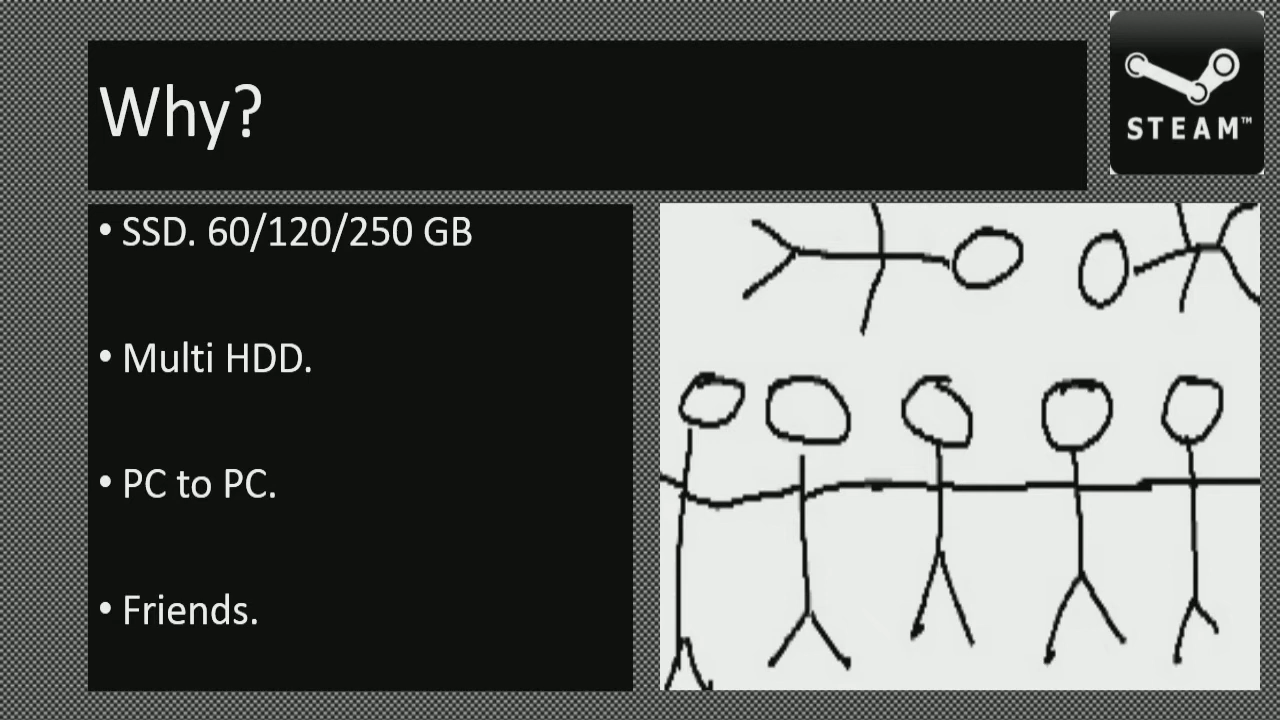 Why?
STEAM™
• SSD. 60/120/250 GB
• Multi HDD.
• PC to PC.
• Friends.